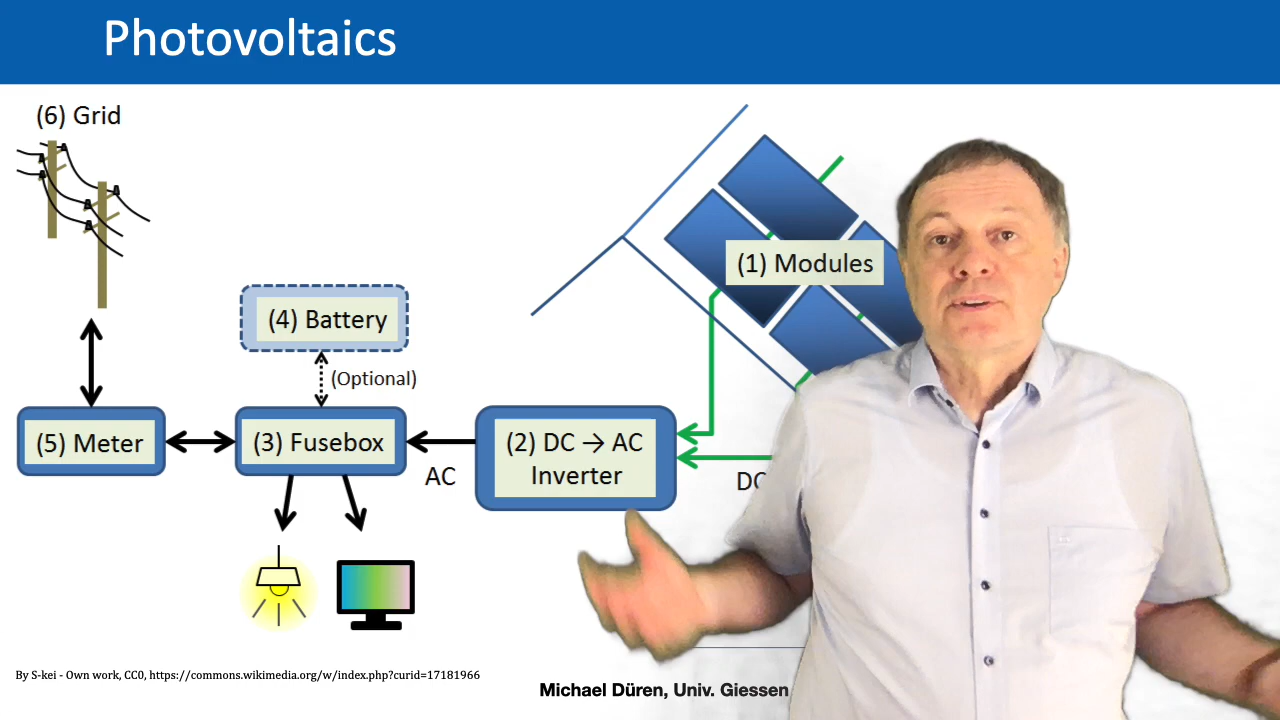 Photovoltaics
(6) Grid
(1) Modules
(4) Battery
(Optional)
(5) Meter
(3) Fusebox
AC
(2) DC → AC
Inverter
DC
By S-kei - Own work, CC0, https://commons.wikimedia.org/w/index.php?curid=17181966
Michael Düren, Univ. Giessen